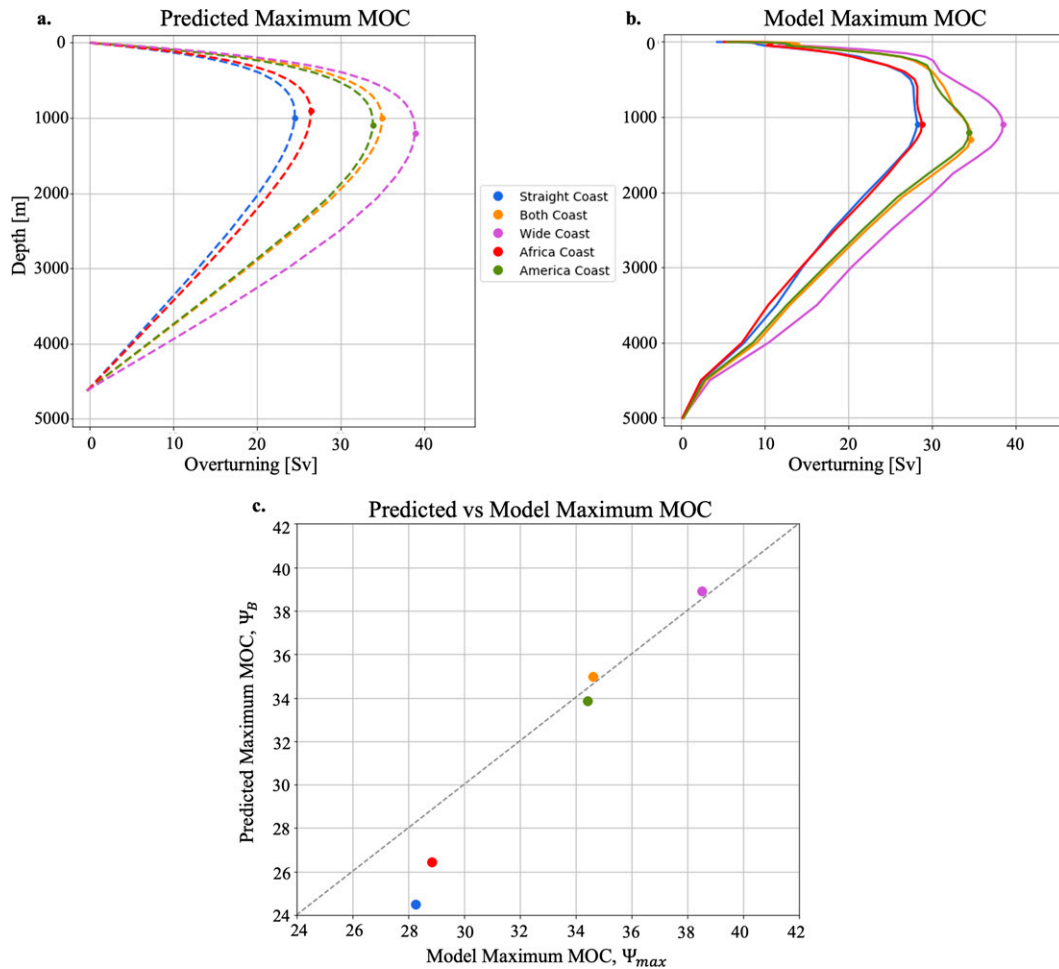 a.
Predicted Maximum MOC
0
1000
2000
3000
4000
5000
Depth [m]
0 10 20 30 40
Overturning [Sv]
Straight Coast
Both Coast
Wide Coast
Africa Coast
America Coast
b.
Model Maximum MOC
0
1000
2000
3000
4000
5000
0 10 20 30 40
Overturning [Sv]
c.
Predicted vs Model Maximum MOC
42
40
38
36
34
32
30
28
26
24
Predicted Maximum MOC, Ψ_B
24 26 28 30 32 34 36 38 40 42
Model Maximum MOC, Ψ_max